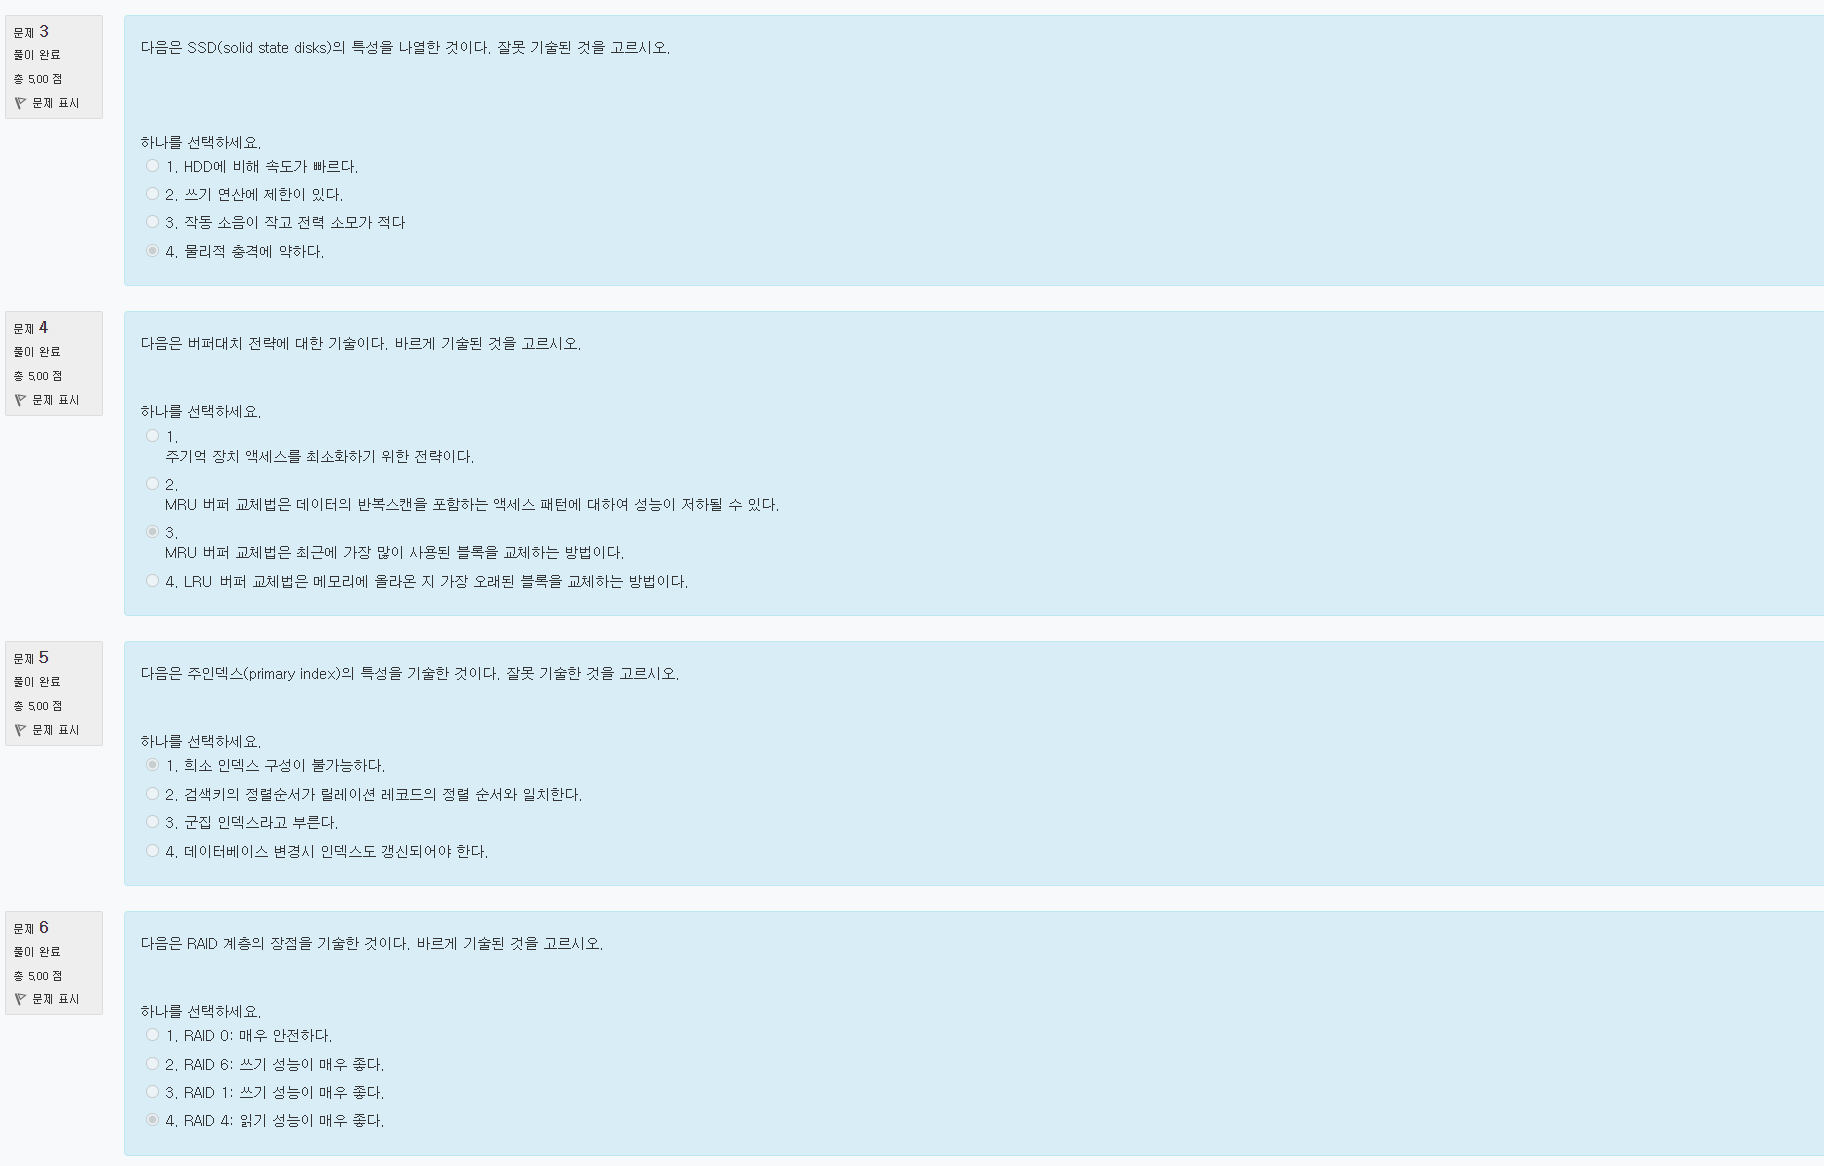 문제 3
풀이 완료
총 5.00 점
문제 표시
다음은 SSD(solid state disks)의 특성을 나열한 것이다. 잘못 기술된 것을 고르시오.
하나를 선택하세요.
1. HDD에 비해 속도가 빠르다.
2. 쓰기 연산에 제한이 있다.
3. 작동 소음이 작고 전력 소모가 적다
4. 물리적 충격에 약하다.
문제 4
풀이 완료
총 5.00 점
문제 표시
다음은 버퍼대치 전략에 대한 기술이다. 바르게 기술된 것을 고르시오.
하나를 선택하세요.
1.
주기억 장치 액세스를 최소화하기 위한 전략이다.
2.
MRU 버퍼 교체법은 데이터의 반복스캔을 포함하는 액세스 패턴에 대하여 성능이 저하될 수 있다.
3.
MRU 버퍼 교체법은 최근에 가장 많이 사용된 블록을 교체하는 방법이다.
4. LRU 버퍼 교체법은 메모리에 올라온 지 가장 오래된 블록을 교체하는 방법이다.
문제 5
풀이 완료
총 5.00 점
문제 표시
다음은 주인덱스(primary index)의 특성을 기술한 것이다. 잘못 기술한 것을 고르시오.
하나를 선택하세요.
1. 희소 인덱스 구성이 불가능하다.
2. 검색키의 정렬순서가 릴레이션 레코드의 정렬 순서와 일치한다.
3. 군집 인덱스라고 부른다.
4. 데이터베이스 변경시 인덱스도 갱신되어야 한다.
문제 6
풀이 완료
총 5.00 점
문제 표시
다음은 RAID 계층의 장점을 기술한 것이다. 바르게 기술된 것을 고르시오.
하나를 선택하세요.
1. RAID 0: 매우 안전하다.
2. RAID 6: 쓰기 성능이 매우 좋다.
3. RAID 1: 쓰기 성능이 매우 좋다.
4. RAID 4: 읽기 성능이 매우 좋다.